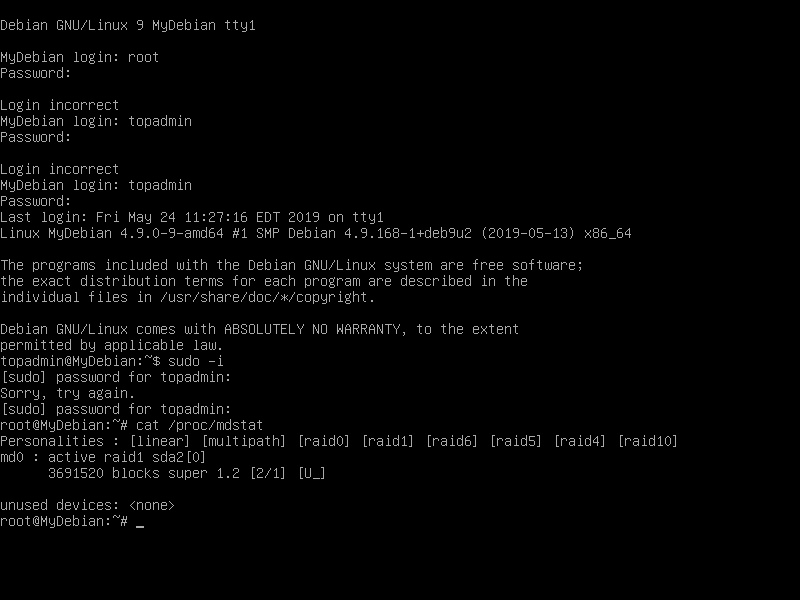 Debian GNU/Linux 9 MyDebian tty1
MyDebian login: root
Password:
Login incorrect
MyDebian login: topadmin
Password:
Login incorrect
MyDebian login: topadmin
Password:
Last login: Fri May 24 11:27:16 EDT 2019 on tty1
Linux MyDebian 4.9.0-9-amd64 #1 SMP Debian 4.9.168-1+deb9u2 (2019-05-13) x86_64
The programs included with the Debian GNU/Linux system are free software;
the exact distribution terms for each program are described in the
individual files in /usr/share/doc/*/copyright.
Debian GNU/Linux comes with ABSOLUTELY NO WARRANTY, to the extent
permitted by applicable law.
topadmin@MyDebian:~$ sudo -i
[sudo] password for topadmin:
Sorry, try again.
[sudo] password for topadmin:
root@MyDebian:~# cat /proc/mdstat
Personalities : [linear] [multipath] [raid0] [raid1] [raid6] [raid5] [raid4] [raid10]
md0 : active raid1 sda2[0]
      3691520 blocks super 1.2 [2/1] [U_]
unused devices: <none>
root@MyDebian:~# _